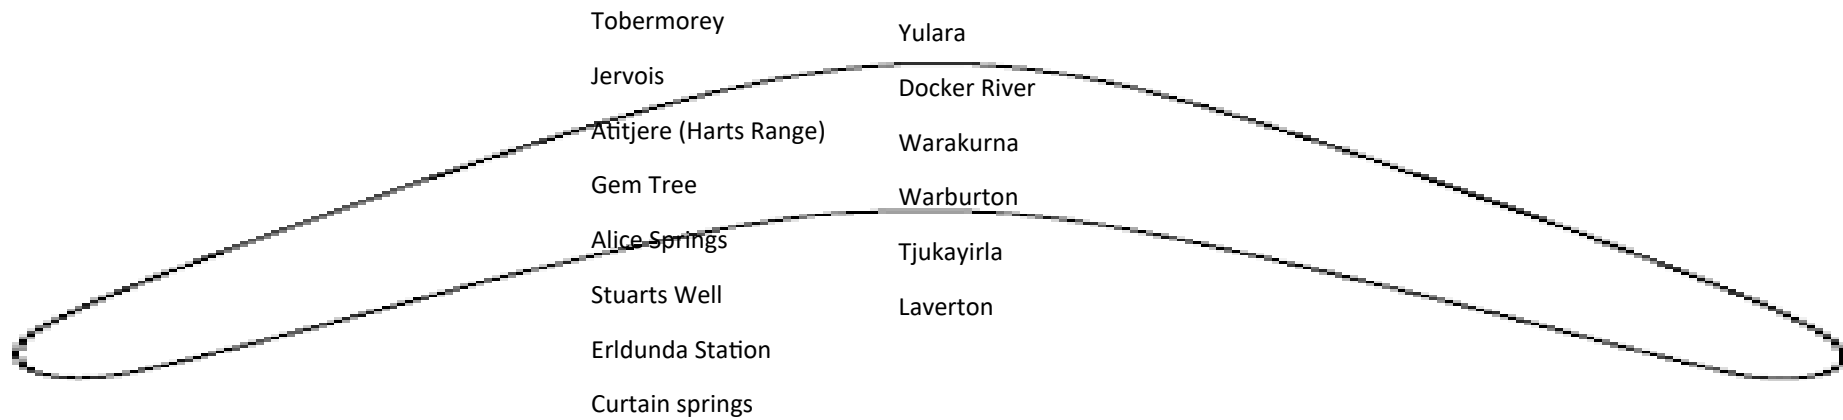 Tobermorey
Jervois
Atitjere (Harts Range)
Gem Tree
Alice Springs
Stuarts Well
Erldunda Station
Curtain springs
Yulara
Docker River
Warakurna
Warburton
Tjukayirla
Laverton